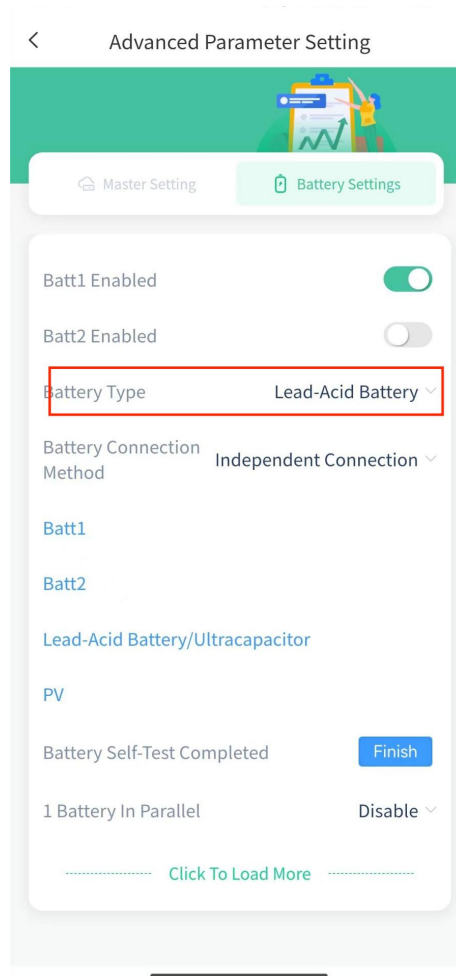 Advanced Parameter Setting
Master Setting
Battery Settings
Batt1 Enabled
Batt2 Enabled
Battery Type Lead-Acid Battery
Battery Connection
Method
Independent Connection
Batt1
Batt2
Lead-Acid Battery/Ultracapacitor
PV
Battery Self-Test Completed Finish
1 Battery In Parallel Disable
Click To Load More